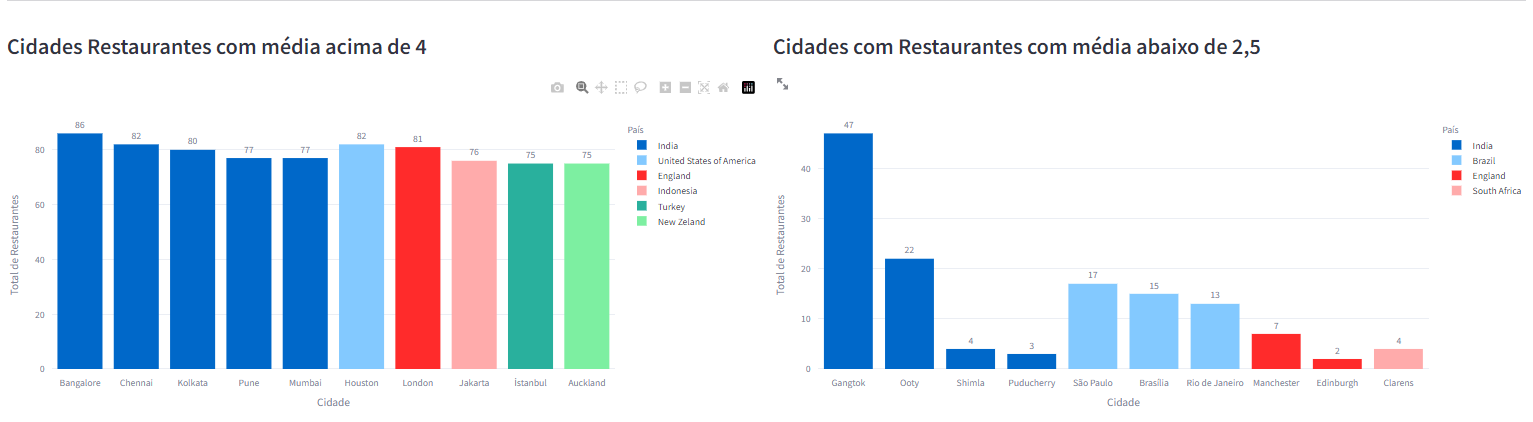 Cidades Restaurantes com média acima de 4
86
82
80
77
77
82
81
76
75
75
País
India
United States of America
England
Indonesia
Turkey
New Zeland
Total de Restaurantes
80
60
40
20
0
Bangalore
Chennai
Kolkata
Pune
Mumbai
Houston
London
Jakarta
İstanbul
Auckland
Cidade
Cidades com Restaurantes com média abaixo de 2,5
47
22
4
3
17
15
13
7
2
4
País
India
Brazil
England
South Africa
Total de Restaurantes
40
30
20
10
0
Gangtok
Ooty
Shimla
Puducherry
São Paulo
Brasília
Rio de Janeiro
Manchester
Edinburgh
Clarens
Cidade